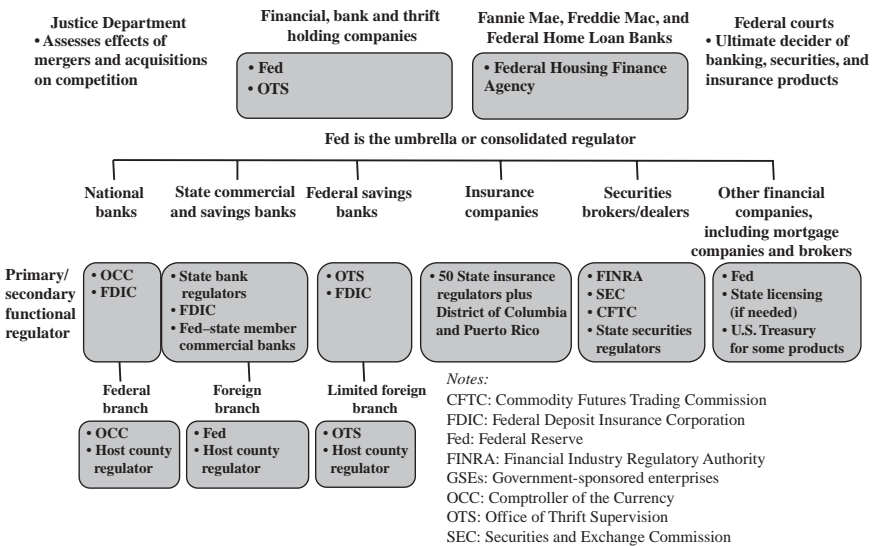 Justice Department
• Assesses effects of
mergers and acquisitions
on competition
Financial, bank and thrift
holding companies
• Fed
• OTS
Fannie Mae, Freddie Mac, and
Federal Home Loan Banks
• Federal Housing Finance
Agency
Federal courts
• Ultimate decider of
banking, securities, and
insurance products
Fed is the umbrella or consolidated regulator
National
banks
State commercial
and savings banks
Federal savings
banks
Insurance
companies
Securities
brokers/dealers
Other financial
companies,
including mortgage
companies and brokers
Primary/
secondary
functional
regulator
• OCC
• FDIC
• State bank
regulators
• FDIC
• Fed–state member
commercial banks
• OTS
• FDIC
• 50 State insurance
regulators plus
District of Columbia
and Puerto Rico
• FINRA
• SEC
• CFTC
• State securities
regulators
• Fed
• State licensing
(if needed)
• U.S. Treasury
for some products
Federal
branch
Foreign
branch
Limited foreign
branch
• OCC
• Host county
regulator
• Fed
• Host county
regulator
• OTS
• Host county
regulator
Notes:
CFTC: Commodity Futures Trading Commission
FDIC: Federal Deposit Insurance Corporation
Fed: Federal Reserve
FINRA: Financial Industry Regulatory Authority
GSEs: Government-sponsored enterprises
OCC: Comptroller of the Currency
OTS: Office of Thrift Supervision
SEC: Securities and Exchange Commission